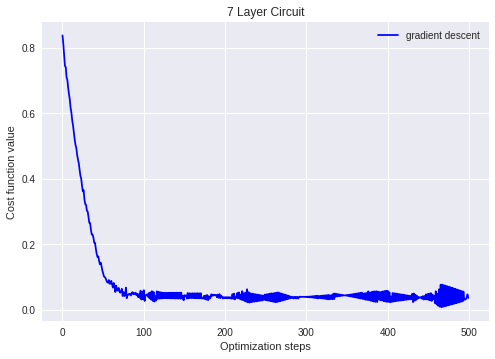 7 Layer Circuit
gradient descent
Cost function value
0.8
0.6
0.4
0.2
0.0
0 100 200 300 400 500
Optimization steps